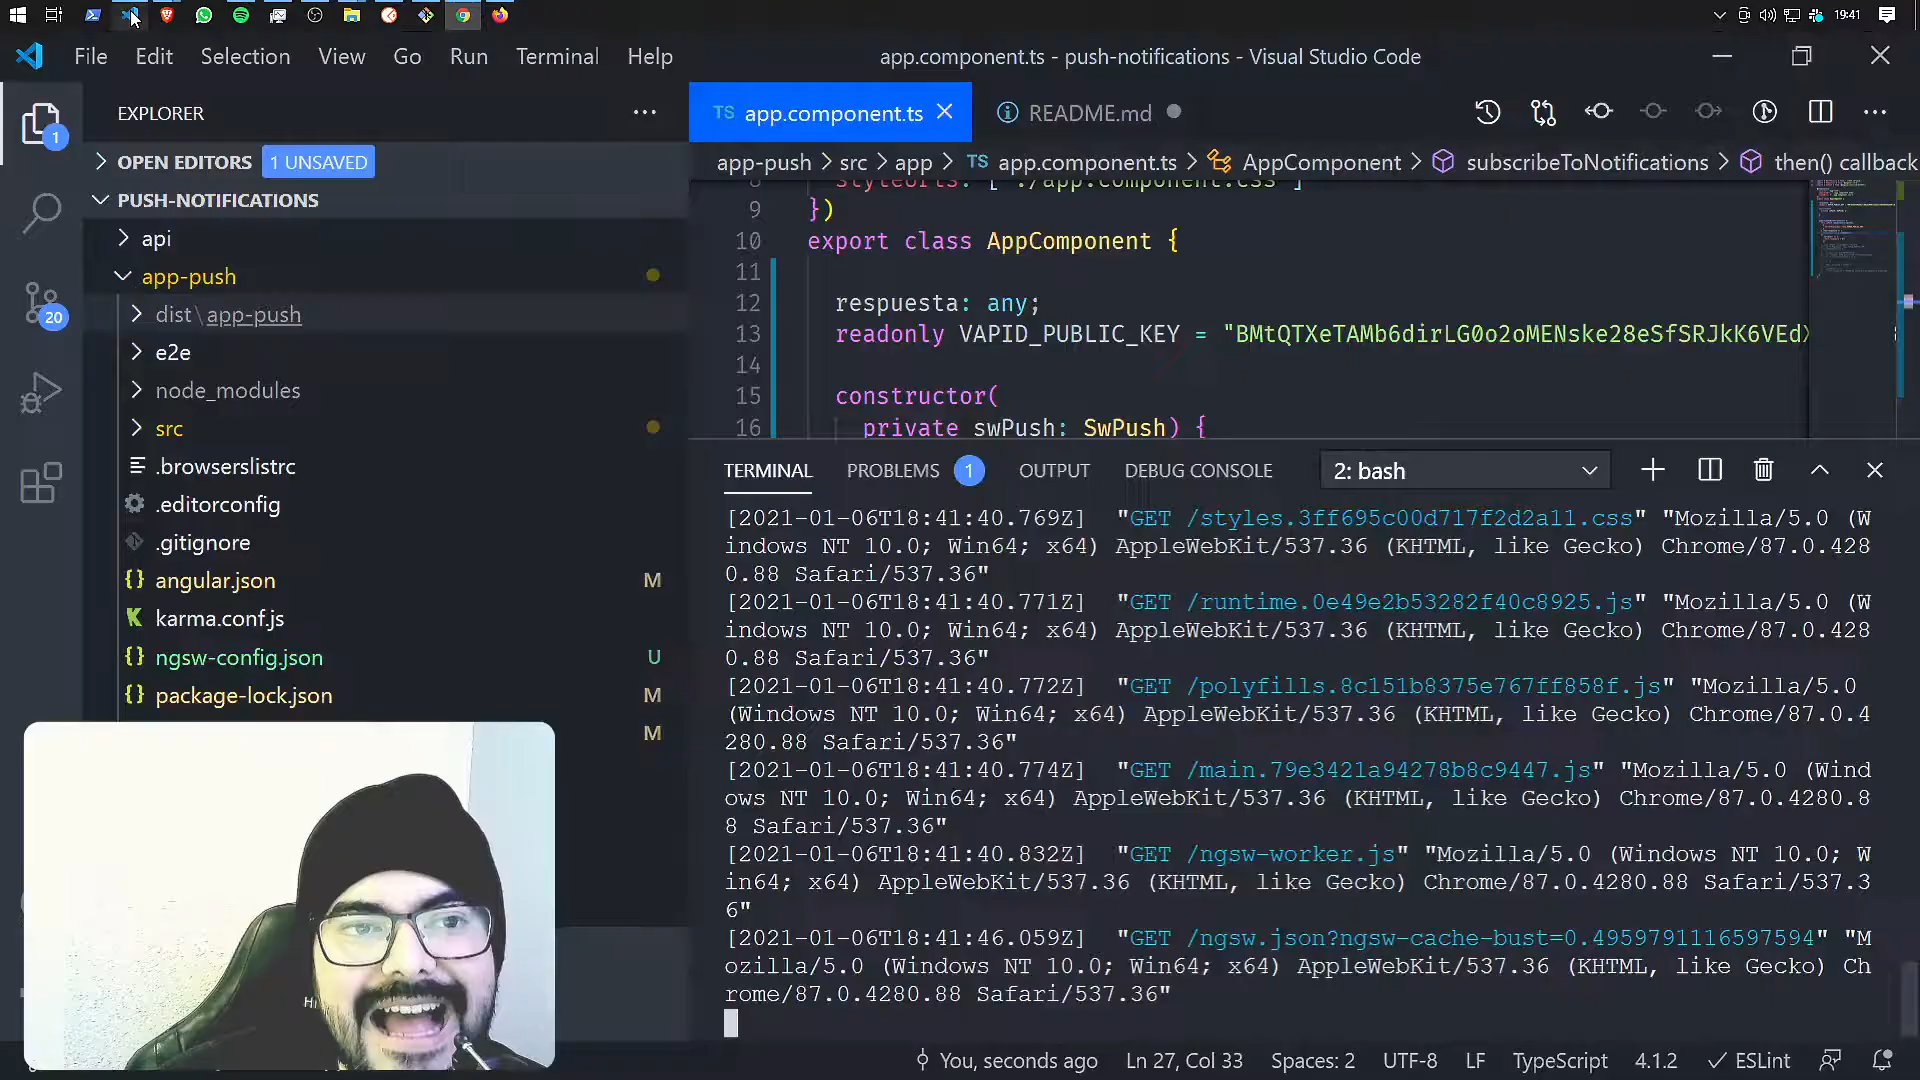 19:41
File Edit Selection View Go Run Terminal Help
app.component.ts - push-notifications - Visual Studio Code
EXPLORER
TS app.component.ts
README.md
1
OPEN EDITORS 1 UNSAVED
app-push > src > app > TS app.component.ts > AppComponent > subscribeToNotifications > then() callback
PUSH-NOTIFICATIONS
api
app-push
dist\app-push
20
e2e
node_modules
src
.browserslistrc
.editorconfig
.gitignore
angular.json M
karma.conf.js
ngsw-config.json U
package-lock.json M
M
9 })
10 export class AppComponent {
11
12 respuesta: any;
13 readonly VAPID_PUBLIC_KEY = "BMtQTXeTAMb6dirLG0o2oMENske28eSfSRJkK6VEdX
14
15 constructor(
16 private swPush: SwPush) {
TERMINAL PROBLEMS 1 OUTPUT DEBUG CONSOLE 2: bash
[2021-01-06T18:41:40.769Z] "GET /styles.3ff695c00d717f2d2a11.css" "Mozilla/5.0 (W
indows NT 10.0; Win64; x64) AppleWebKit/537.36 (KHTML, like Gecko) Chrome/87.0.428
0.88 Safari/537.36"
[2021-01-06T18:41:40.771Z] "GET /runtime.0e49e2b53282f40c8925.js" "Mozilla/5.0 (W
indows NT 10.0; Win64; x64) AppleWebKit/537.36 (KHTML, like Gecko) Chrome/87.0.428
0.88 Safari/537.36"
[2021-01-06T18:41:40.772Z] "GET /polyfills.8c151b8375e767ff858f.js" "Mozilla/5.0
(Windows NT 10.0; Win64; x64) AppleWebKit/537.36 (KHTML, like Gecko) Chrome/87.0.4
280.88 Safari/537.36"
[2021-01-06T18:41:40.774Z] "GET /main.79e3421a94278b8c9447.js" "Mozilla/5.0 (Wind
ows NT 10.0; Win64; x64) AppleWebKit/537.36 (KHTML, like Gecko) Chrome/87.0.4280.8
8 Safari/537.36"
[2021-01-06T18:41:40.832Z] "GET /ngsw-worker.js" "Mozilla/5.0 (Windows NT 10.0; W
in64; x64) AppleWebKit/537.36 (KHTML, like Gecko) Chrome/87.0.4280.88 Safari/537.3
6"
[2021-01-06T18:41:46.059Z] "GET /ngsw.json?ngsw-cache-bust=0.4959791116597594" "M
ozilla/5.0 (Windows NT 10.0; Win64; x64) AppleWebKit/537.36 (KHTML, like Gecko) Ch
rome/87.0.4280.88 Safari/537.36"
You, seconds ago Ln 27, Col 33 Spaces: 2 UTF-8 LF TypeScript 4.1.2 ESLint